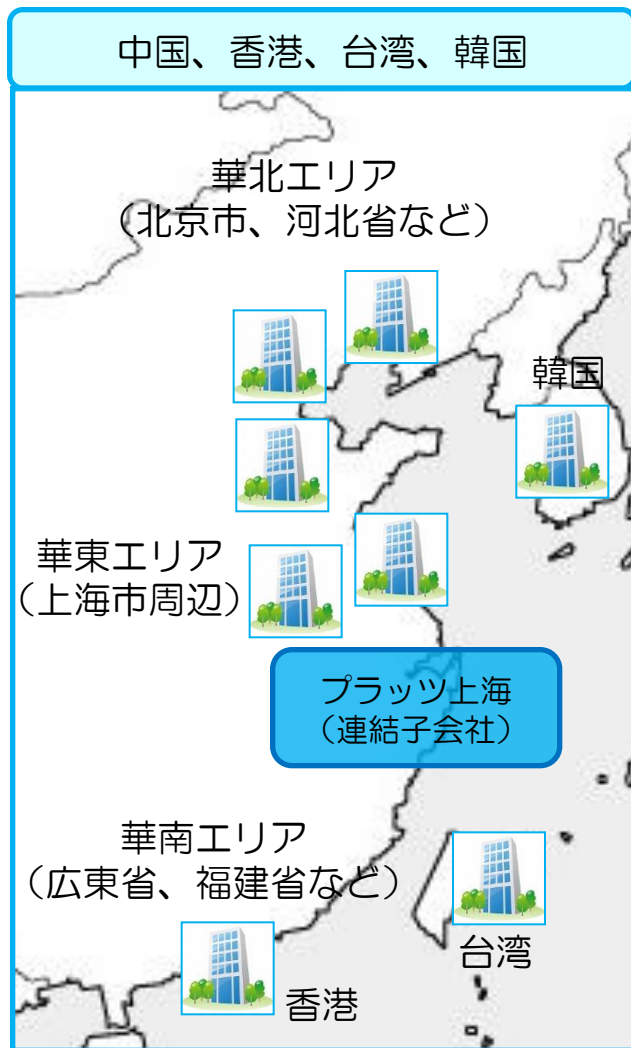 中国、香港、台湾、韓国
華北エリア
（北京市、河北省など）
韓国
華東エリア
（上海市周辺）
プラッツ上海
（連結子会社）
華南エリア
（広東省、福建省など）
台湾
香港